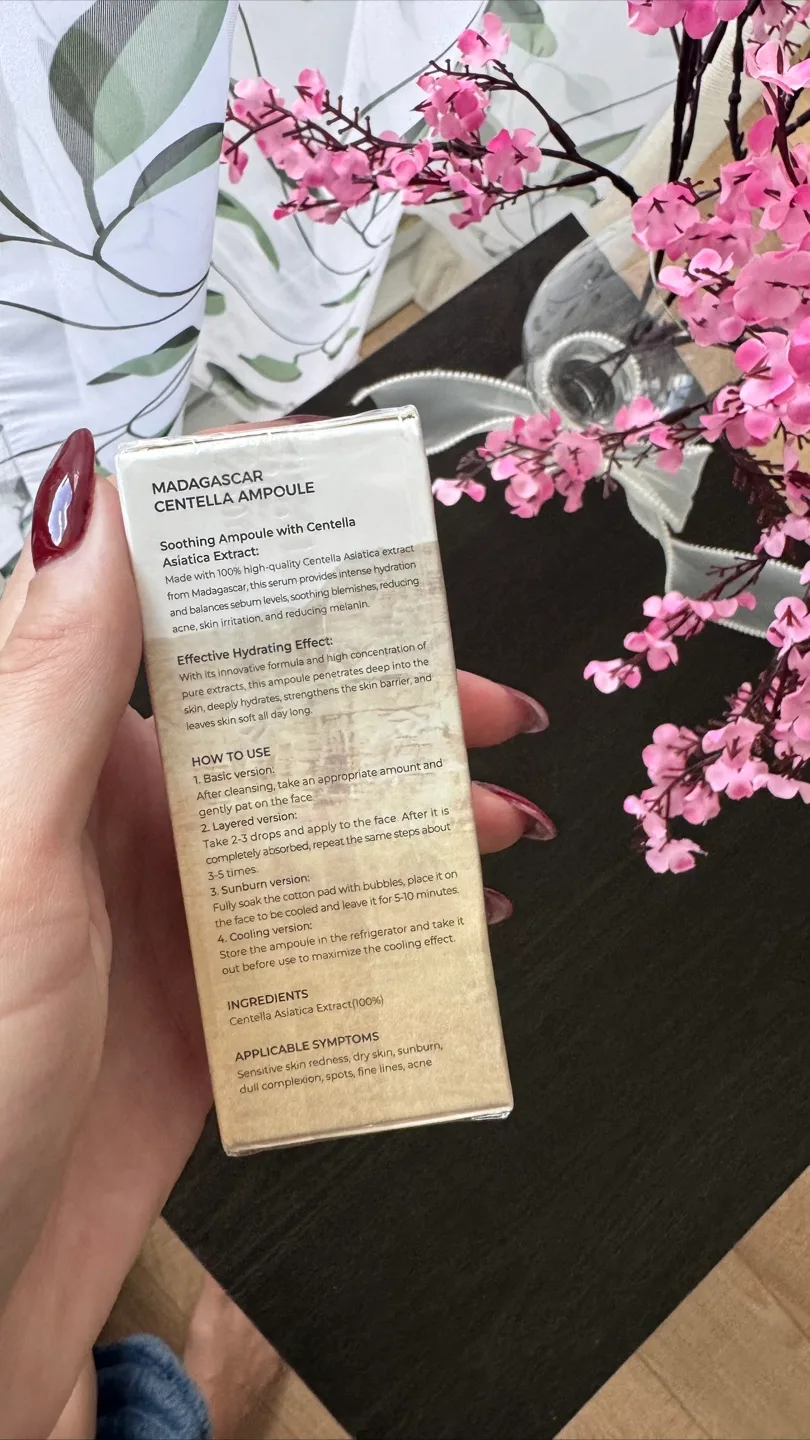 MADAGASCAR
CENTELLA AMPOULE
Soothing Ampoule with Centella
Asiatica Extract:
Made with 100% high-quality Centella Asiatica extract
from Madagascar, this serum provides intense hydration
and balances sebum levels, soothing blemishes, reducing
acne, skin irritation, and reducing melanin.
Effective Hydrating Effect:
With its innovative formula and high concentration of
pure extracts, this ampoule penetrates deep into the
skin, deeply hydrates, strengthens the skin barrier, and
leaves skin soft all day long.
HOW TO USE
1. Basic version:
After cleansing, take an appropriate amount and
gently pat on the face
2. Layered version:
Take 2-3 drops and apply to the face. After it is
completely absorbed, repeat the same steps about
3-5 times.
3. Sunburn version:
Fully soak the cotton pad with bubbles, place it on
the face to be cooled and leave it for 5-10 minutes.
4. Cooling version:
Store the ampoule in the refrigerator and take it
out before use to maximize the cooling effect.
INGREDIENTS
Centella Asiatica Extract(100%)
APPLICABLE SYMPTOMS
Sensitive skin redness, dry skin, sunburn,
dull complexion, spots, fine lines, acne